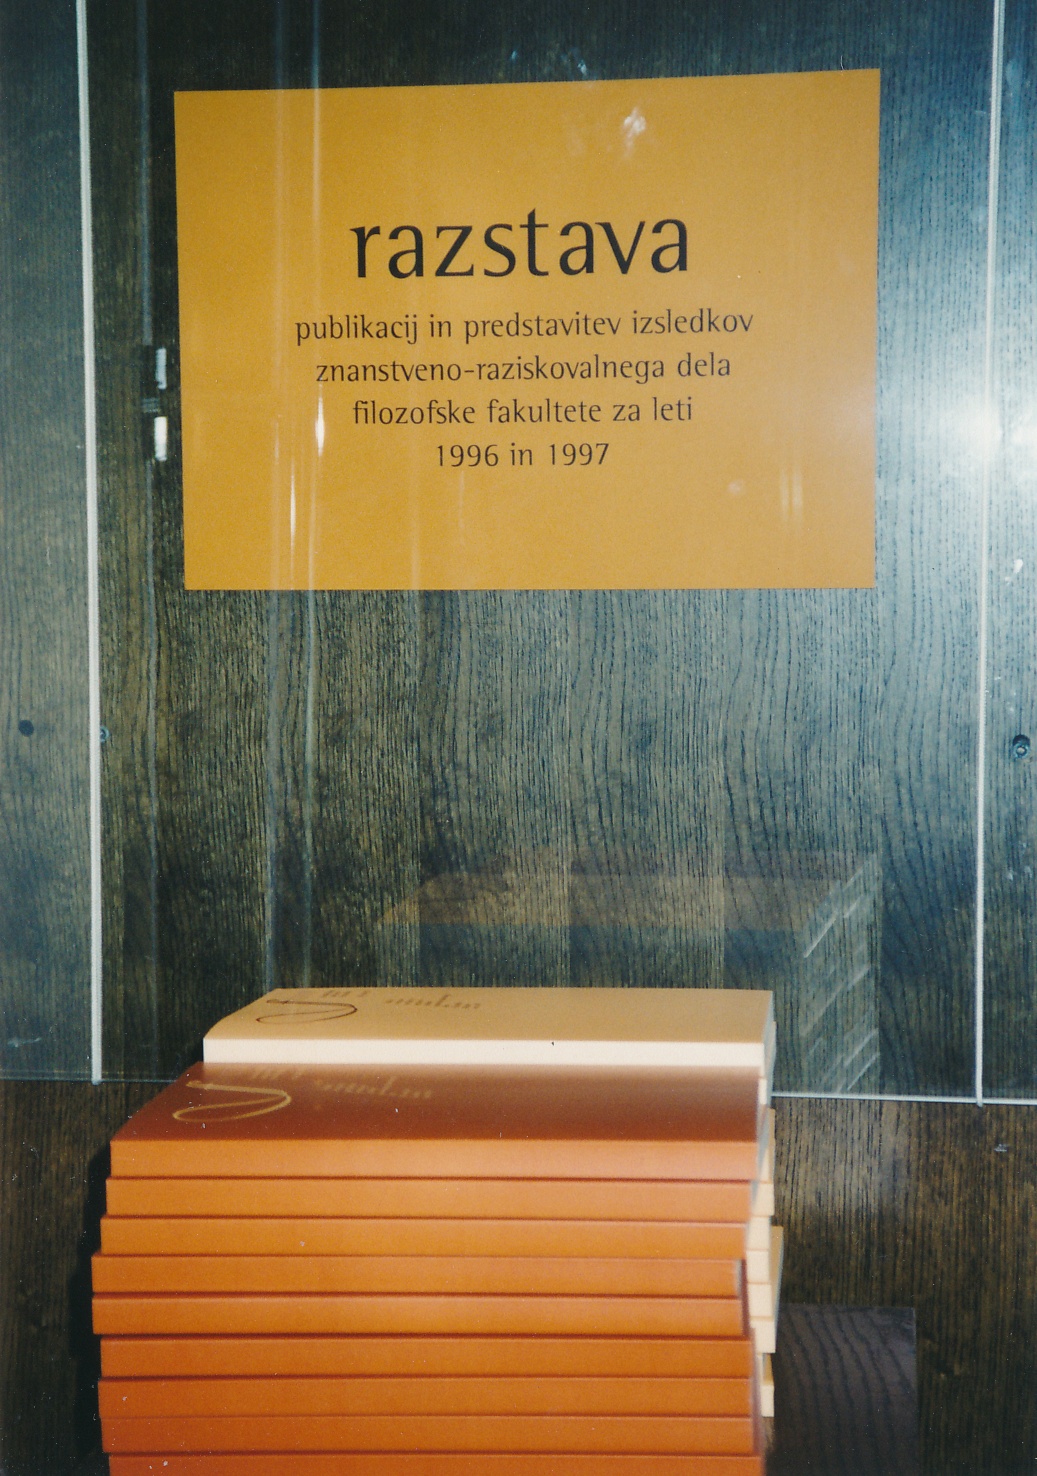 razstava
publikacij in predstavitev izsledkov
znanstveno-raziskovalnega dela
filozofske fakultete za leti
1996 in 1997